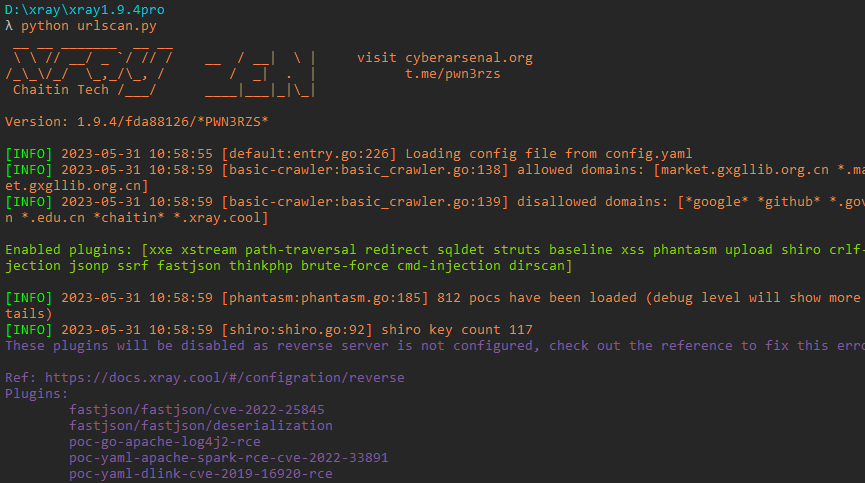 D:\xray\xray1.9.4pro
λ python urlscan.py
 __ __ _______  __ __
 \ \ // __/ _ `/ // /    __  / __|  \ |     visit cyberarsenal.org
/_\_\/_/  \_,_/\_, /        /  _|  .  |           t.me/pwn3rzs
 Chaitin Tech /___/      ____|___|_|\_|
Version: 1.9.4/fda88126/*PWN3RZS*
[INFO] 2023-05-31 10:58:55 [default:entry.go:226] Loading config file from config.yaml
[INFO] 2023-05-31 10:58:59 [basic-crawler:basic_crawler.go:138] allowed domains: [market.gxgllib.org.cn *.ma
et.gxgllib.org.cn]
[INFO] 2023-05-31 10:58:59 [basic-crawler:basic_crawler.go:139] disallowed domains: [*google* *github* *.gov
n *.edu.cn *chaitin* *.xray.cool]
Enabled plugins: [xxe xstream path-traversal redirect sqldet struts baseline xss phantasm upload shiro crlf-
jection jsonp ssrf fastjson thinkphp brute-force cmd-injection dirscan]
[INFO] 2023-05-31 10:58:59 [phantasm:phantasm.go:185] 812 pocs have been loaded (debug level will show more
tails)
[INFO] 2023-05-31 10:58:59 [shiro:shiro.go:92] shiro key count 117
These plugins will be disabled as reverse server is not configured, check out the reference to fix this erro
Ref: https://docs.xray.cool/#/configration/reverse
Plugins:
        fastjson/fastjson/cve-2022-25845
        fastjson/fastjson/deserialization
        poc-go-apache-log4j2-rce
        poc-yaml-apache-spark-rce-cve-2022-33891
        poc-yaml-dlink-cve-2019-16920-rce